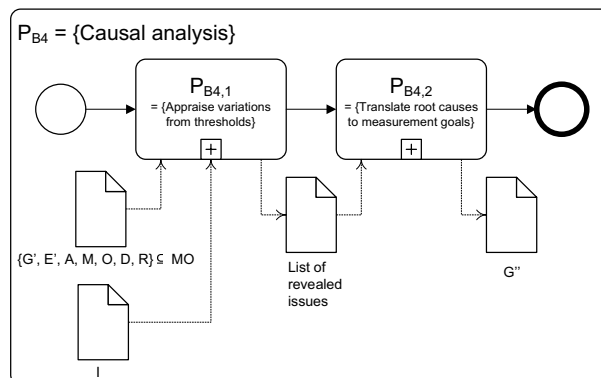 P_B4 = {Causal analysis}
P_B4,1
= {Appraise variations
from thresholds}
+
P_B4,2
= {Translate root causes
to measurement goals}
+
{G’, E’, A, M, O, D, R} ⊆ MO
List of
revealed
issues
G’’
I